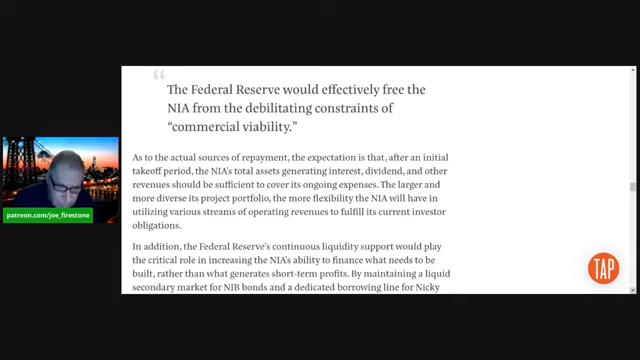 “
The Federal Reserve would effectively free the
NIA from the debilitating constraints of
“commercial viability.”
As to the actual sources of repayment, the expectation is that, after an initial
takeoff period, the NIA’s total assets generating interest, dividend, and other
revenues should be sufficient to cover its ongoing expenses. The larger and
more diverse its project portfolio, the more flexibility the NIA will have in
utilizing various streams of operating revenues to fulfill its current investor
obligations.
In addition, the Federal Reserve’s continuous liquidity support would play
the critical role in increasing the NIA’s ability to finance what needs to be
built, rather than what generates short-term profits. By maintaining a liquid
secondary market for NIB bonds and a dedicated borrowing line for Nicky
patreon.com/joe_firestone
TAP